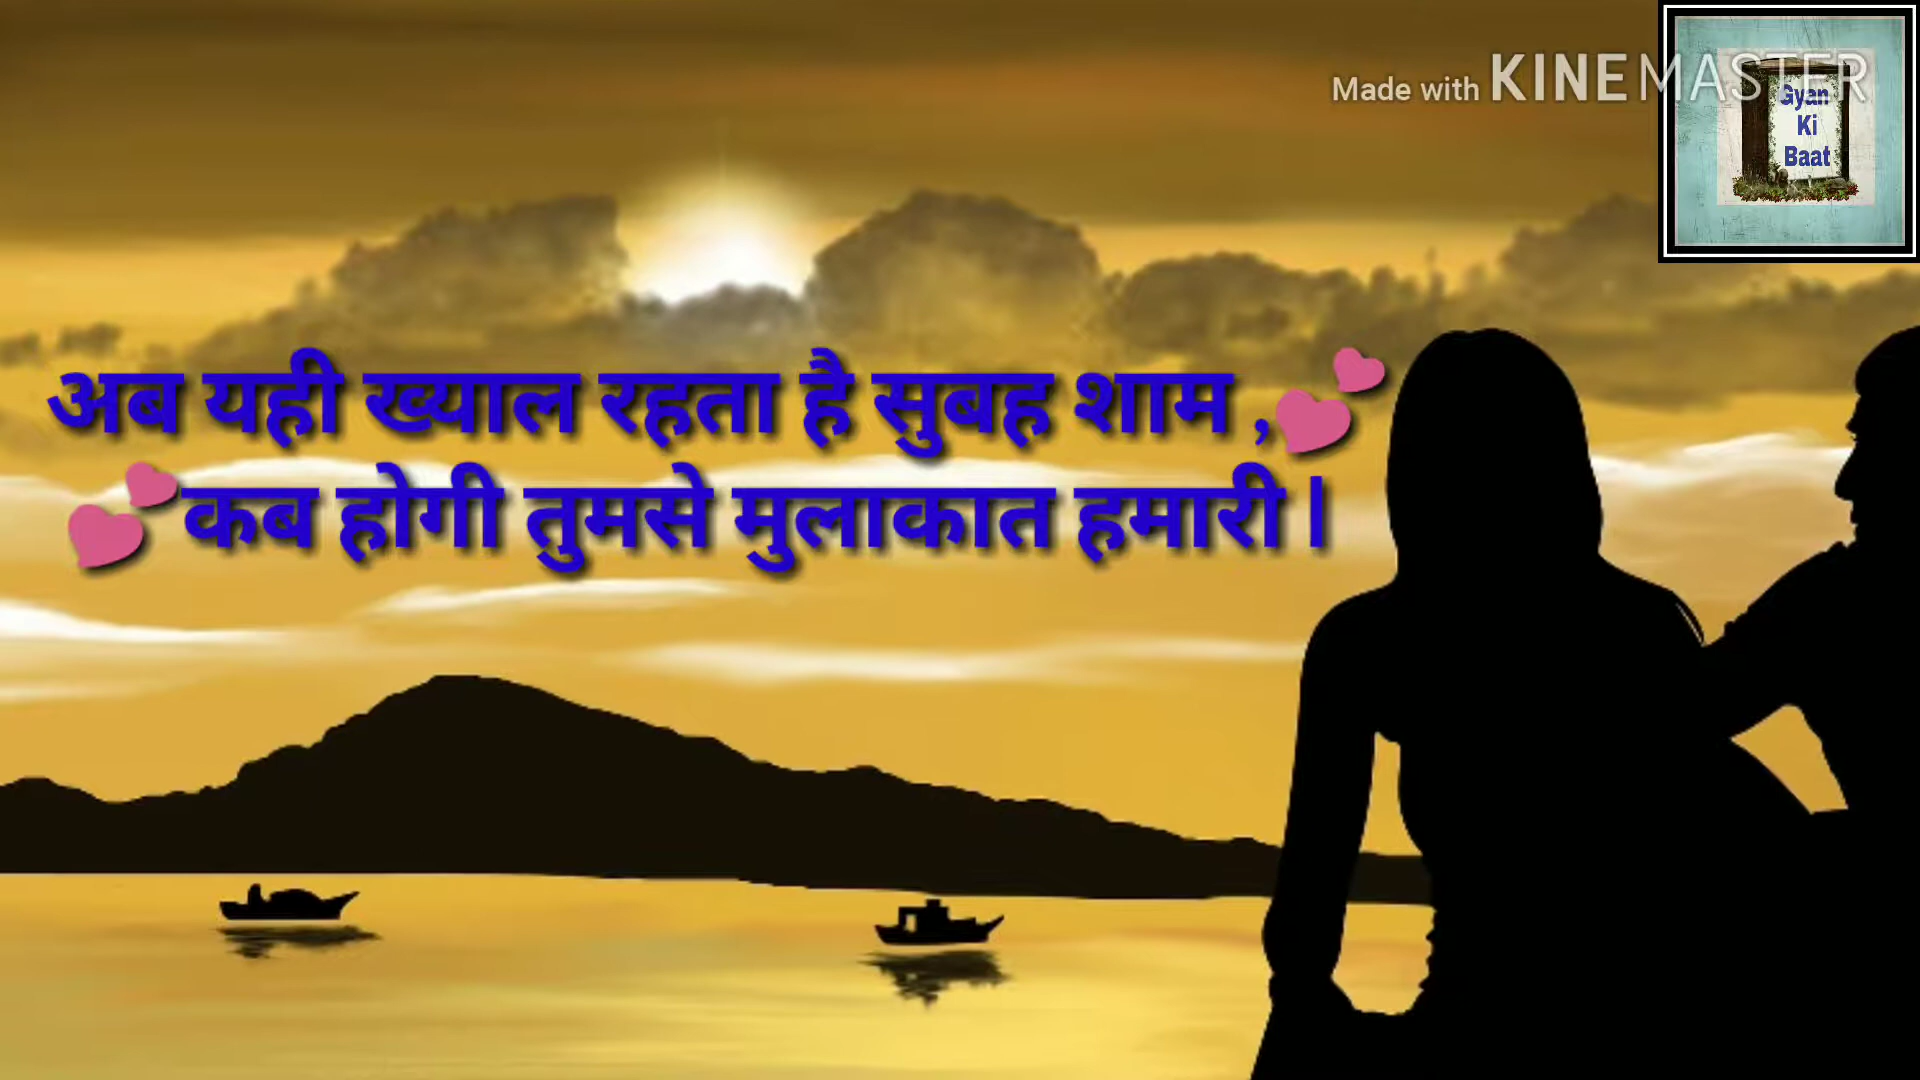 Made with KINEMASTER
Gyan
Ki
Baat
अब यही ख्याल रहता है सुबह शाम ,💕
💕कब होगी तुमसे मुलाकात हमारी।